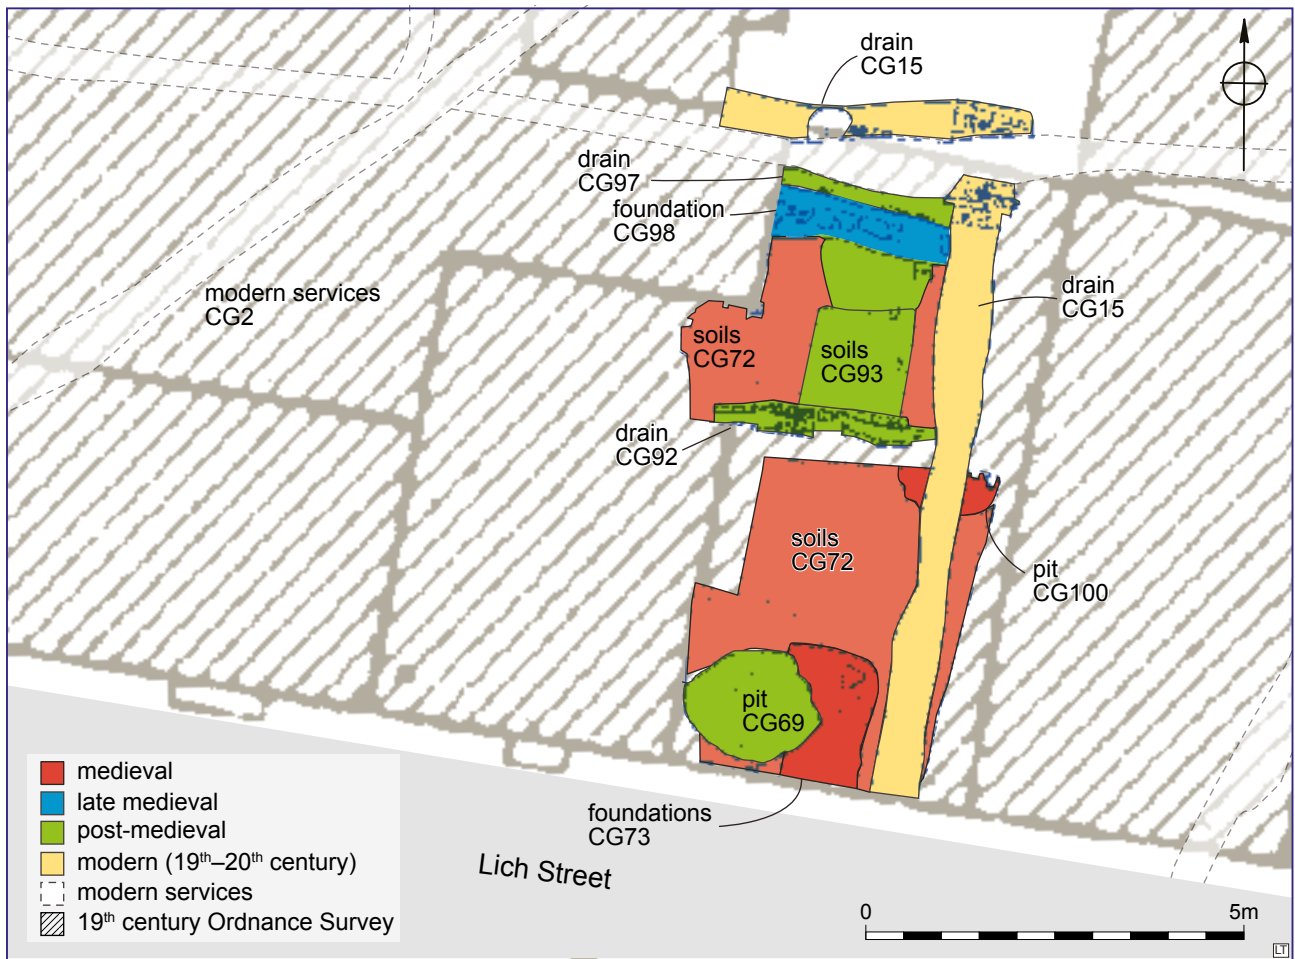 drain
CG15
drain
CG97
foundation
CG98
modern services
CG2
drain
CG15
soils
CG72
soils
CG93
drain
CG92
soils
CG72
pit
CG100
pit
CG69
foundations
CG73
Lich Street
medieval
late medieval
post-medieval
modern (19th–20th century)
modern services
19th century Ordnance Survey
0 5m
LT